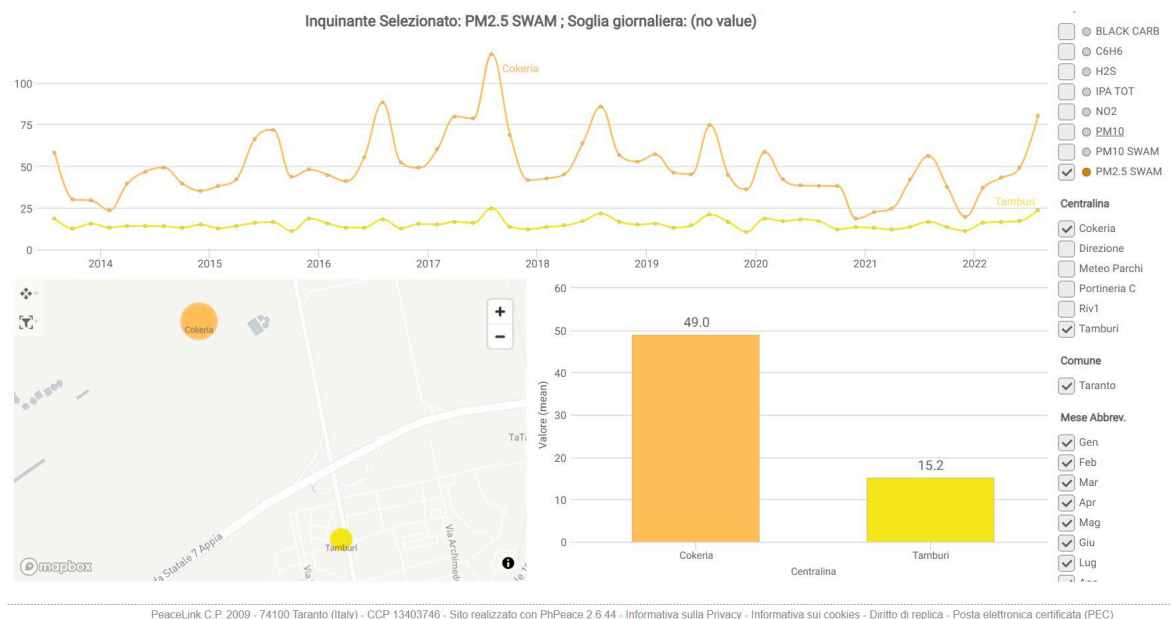 Inquinante Selezionato: PM2.5 SWAM ; Soglia giornaliera: (no value)
Cokeria
Tamburi
100
75
50
25
0
2014 2015 2016 2017 2018 2019 2020 2021 2022
BLACK CARB
C6H6
H2S
IPA TOT
NO2
PM10
PM10 SWAM
PM2.5 SWAM
Centralina
Cokeria
Direzione
Meteo Parchi
Portineria C
Riv1
Tamburi
Comune
Taranto
Mese Abbrev.
Gen
Feb
Mar
Apr
Mag
Giu
Lug
Cokeria
+
−
TaTa
Tamburi
da Statale 7 Appia
Via
Via Archimede
mapbox
60
50
40
30
20
10
0
Valore (mean)
49.0
15.2
Cokeria Tamburi
Centralina
PeaceLink C.P. 2009 - 74100 Taranto (Italy) - CCP 13403746 - Sito realizzato con PhPeace 2.6.44 - Informativa sulla Privacy - Informativa sui cookies - Diritto di replica - Posta elettronica certificata (PEC)